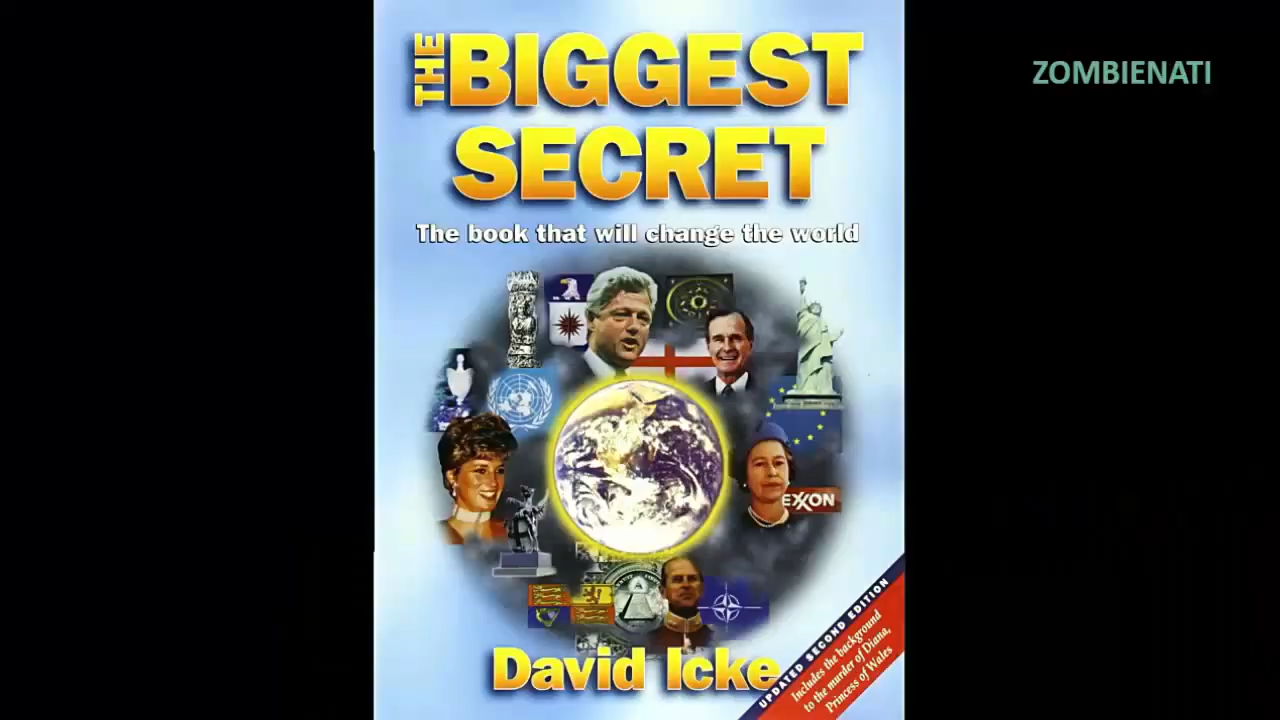 THE
BIGGEST
SECRET
ZOMBIENATI
The book that will change the world
EXXON
David Icke
UPDATED SECOND EDITION
Includes the background
to the murder of Diana,
Princess of Wales